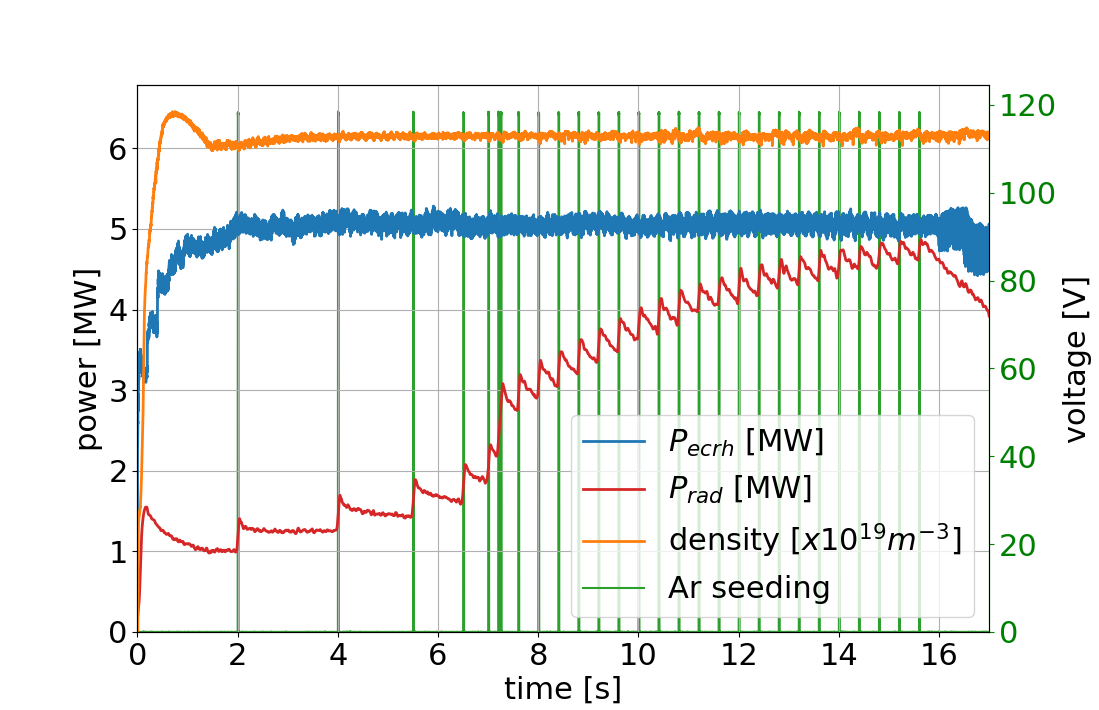 power [MW]
6
5
4
3
2
1
0
120
100
80
60
40
20
0
voltage [V]
P_ecrh [MW]
P_rad [MW]
density [x10^19 m^−3]
Ar seeding
0 2 4 6 8 10 12 14 16
time [s]